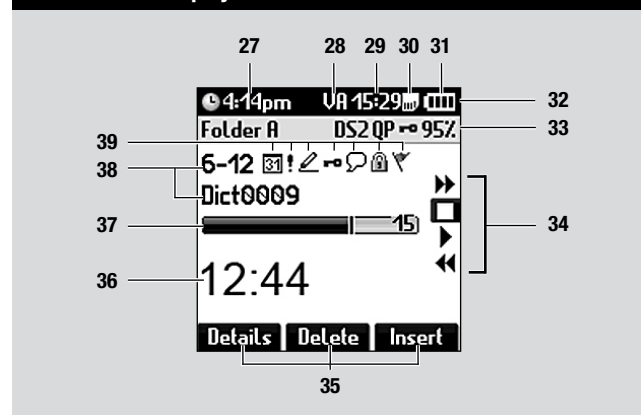 27 28 29 30 31
4:14pm VA 15:29 32
Folder A DS2 QP 95% 33
39
38 6-12 31 !
Dict0009
37 15
34
36 12:44
Details Delete Insert
35